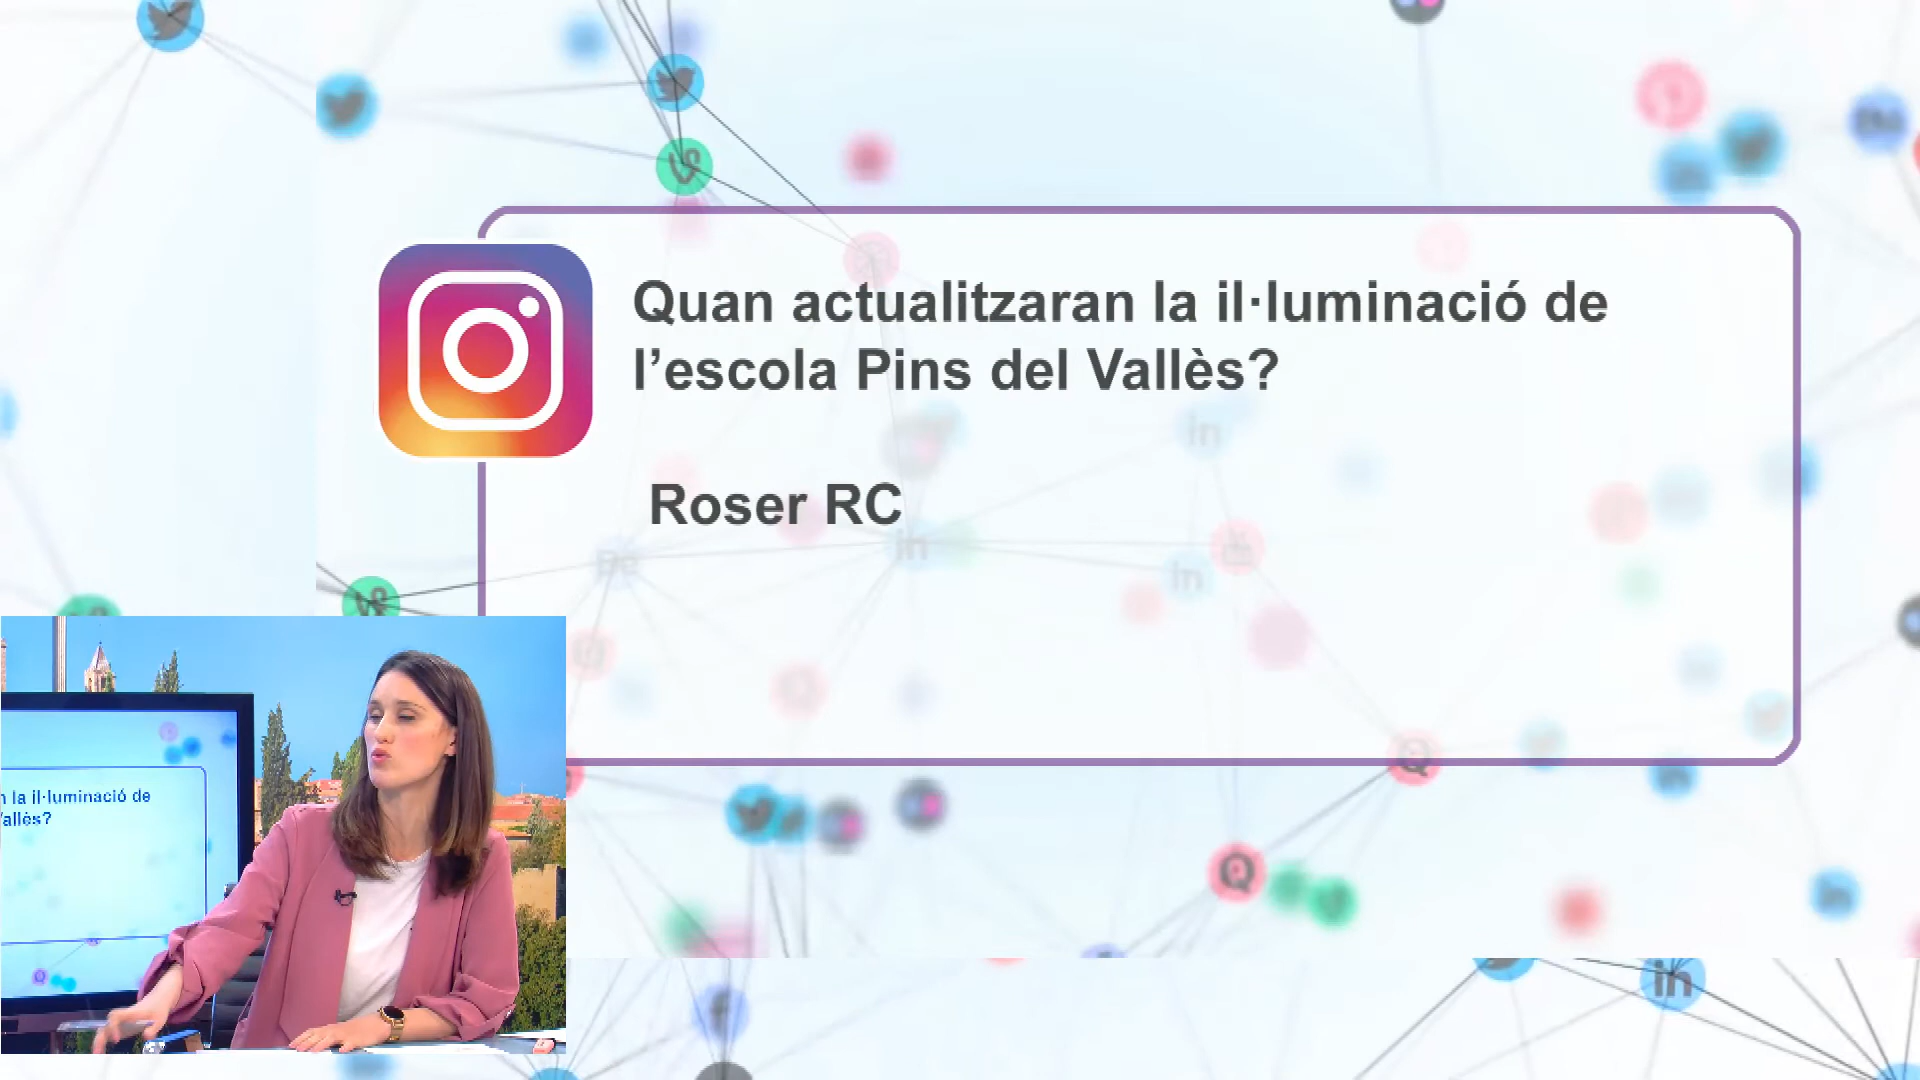 Quan actualitzaran la il·luminació de
l’escola Pins del Vallès?
Roser RC
la il·luminació de
allès?